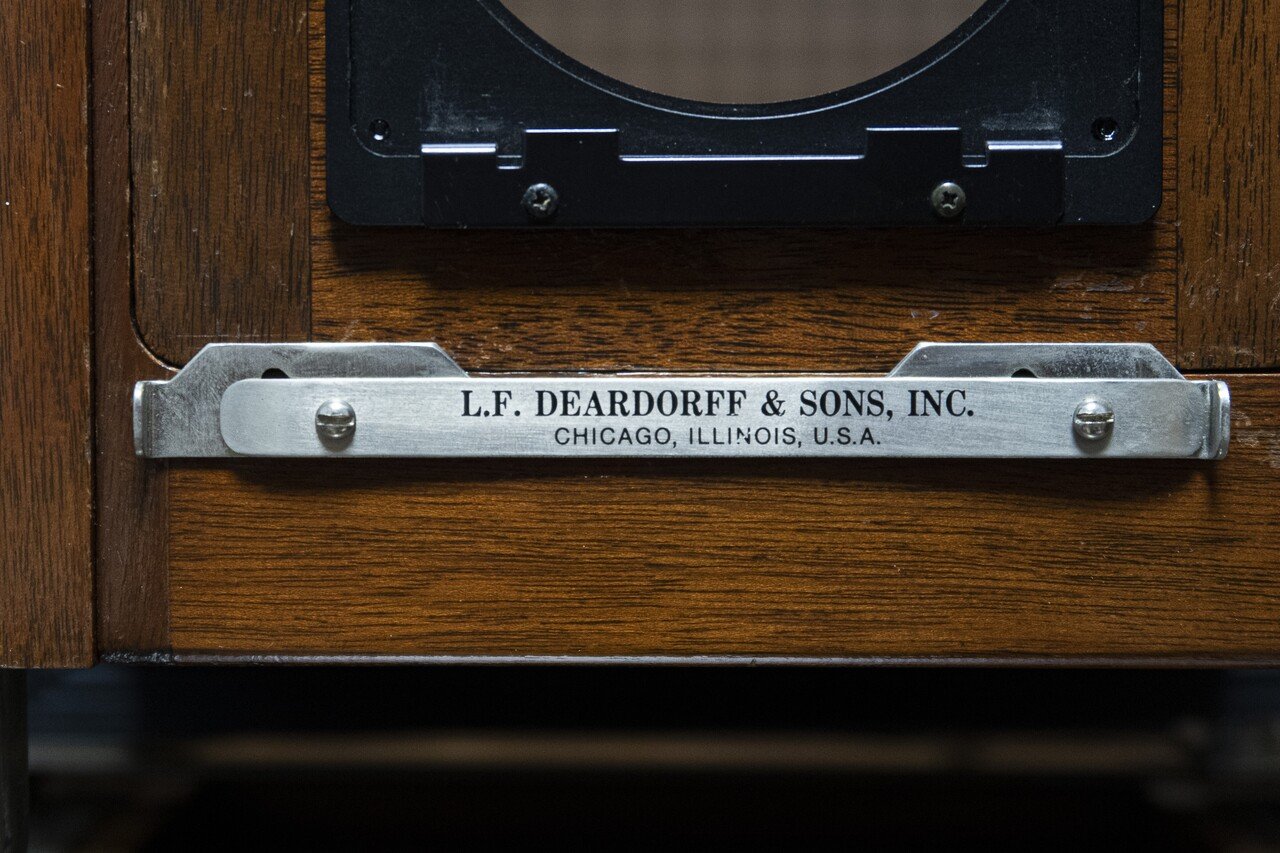 L.F. DEARDORFF & SONS, INC.
CHICAGO, ILLINOIS, U.S.A.